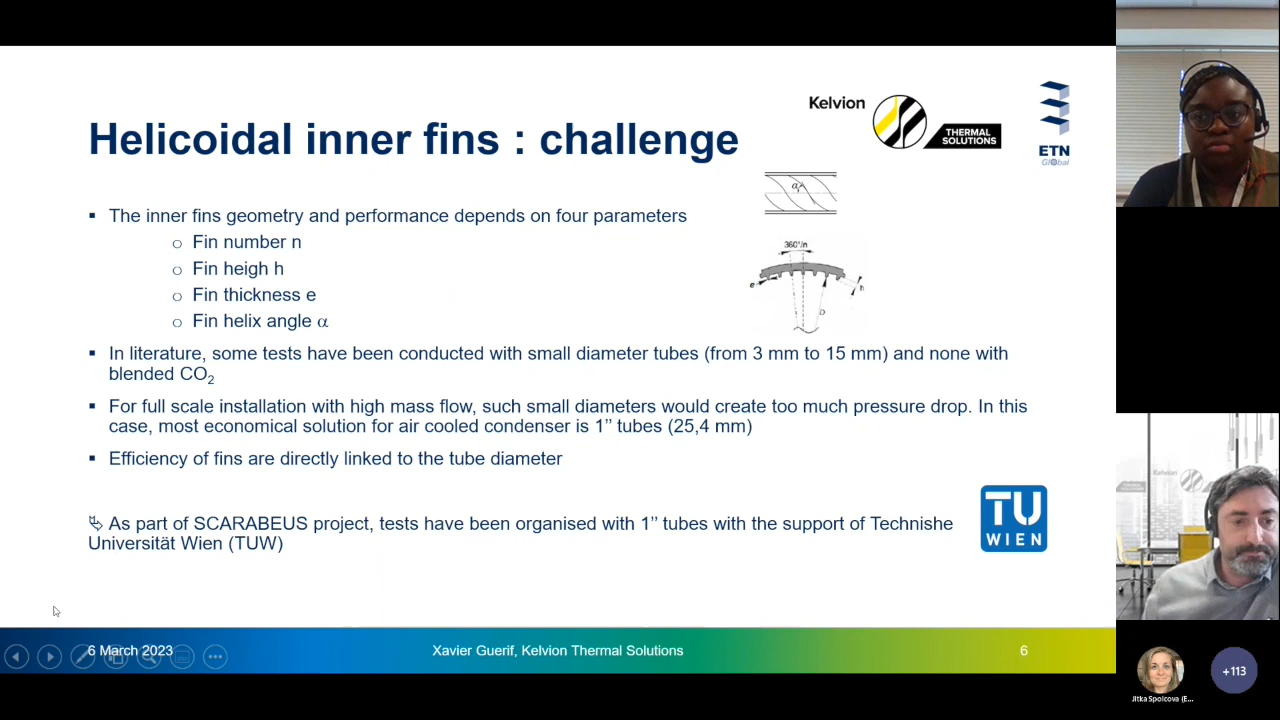 Kelvion
THERMAL
SOLUTIONS
ETN
Global
Helicoidal inner fins : challenge
▪ The inner fins geometry and performance depends on four parameters
o Fin number n
o Fin heigh h
o Fin thickness e
o Fin helix angle α
α
360°/n
e
h
D
▪ In literature, some tests have been conducted with small diameter tubes (from 3 mm to 15 mm) and none with
blended CO₂
▪ For full scale installation with high mass flow, such small diameters would create too much pressure drop. In this
case, most economical solution for air cooled condenser is 1’’ tubes (25,4 mm)
▪ Efficiency of fins are directly linked to the tube diameter
As part of SCARABEUS project, tests have been organised with 1’’ tubes with the support of Technishe
Universität Wien (TUW)
TU
WIEN
6 March 2023
Xavier Guerif, Kelvion Thermal Solutions
6
Kelvion
Jitka Spolcova (E...
+113